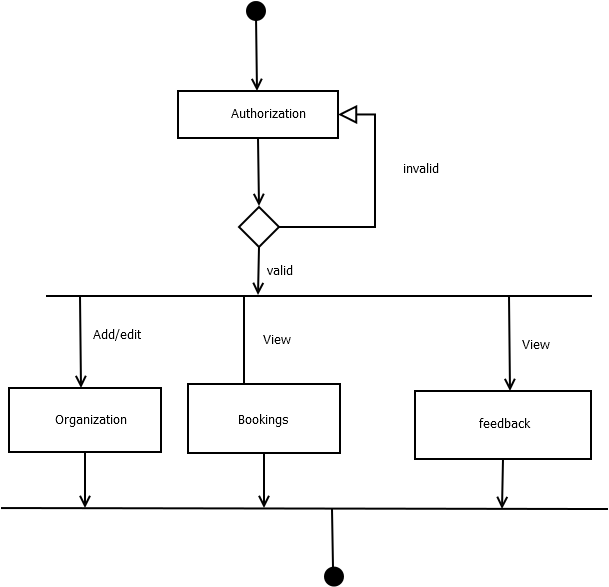 Authorization
invalid
valid
Add/edit
View
View
Organization
Bookings
feedback